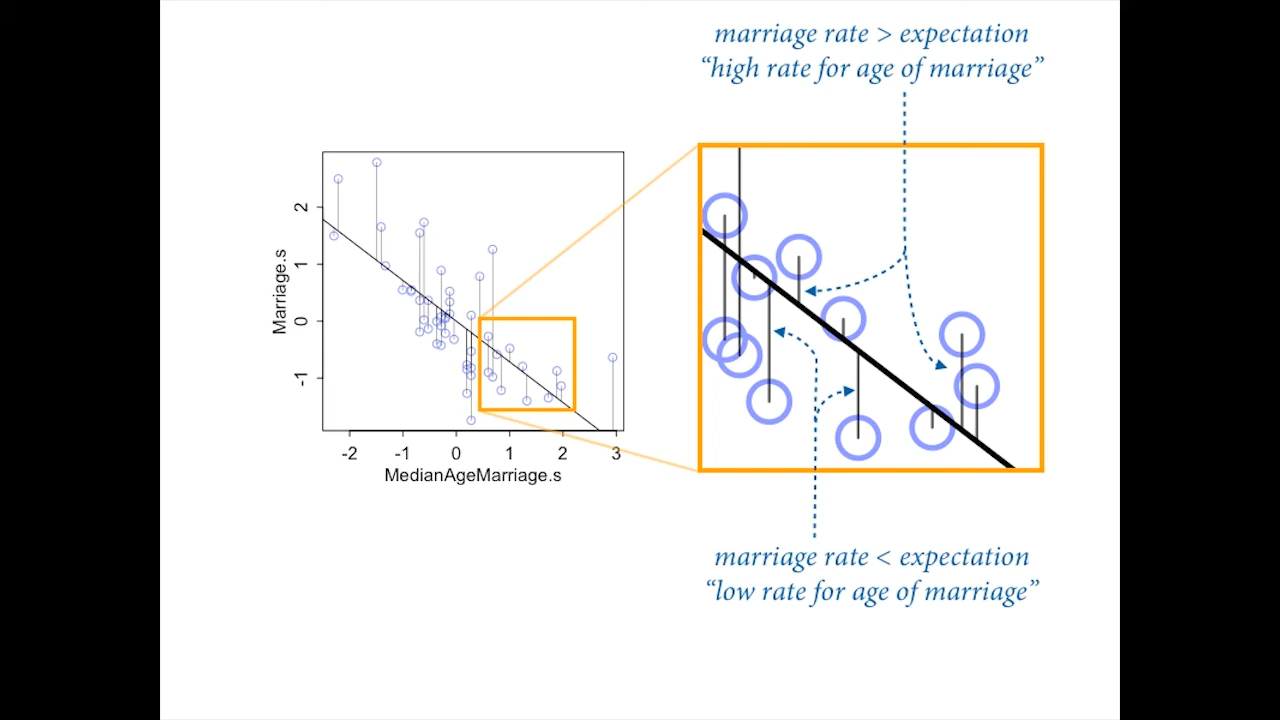 marriage rate > expectation
“high rate for age of marriage”
2
1
0
-1
Marriage.s
-2 -1 0 1 2 3
MedianAgeMarriage.s
marriage rate < expectation
“low rate for age of marriage”